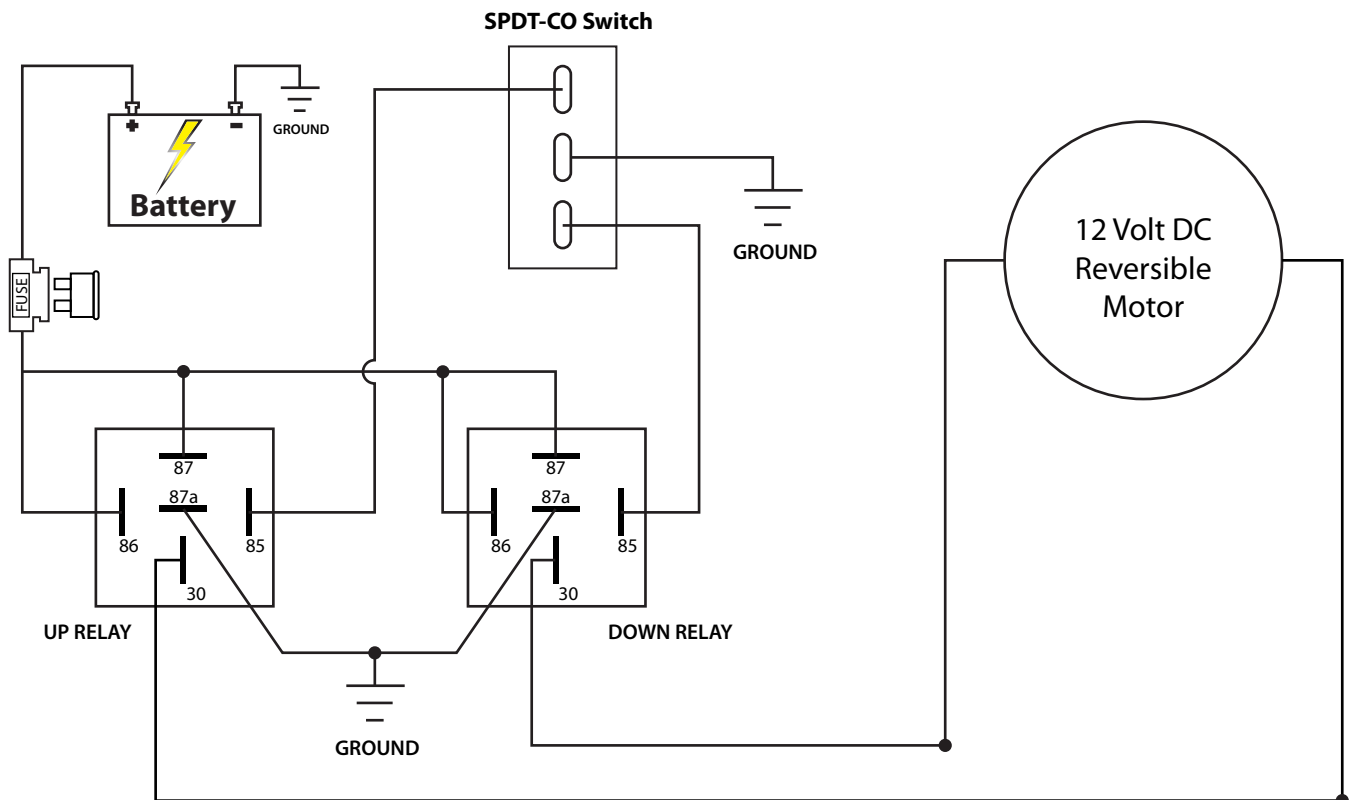 SPDT-CO Switch
+
-
GROUND
Battery
GROUND
12 Volt DC
Reversible
Motor
FUSE
87
87
87a
87a
86
85
86
85
30
30
UP RELAY
DOWN RELAY
GROUND